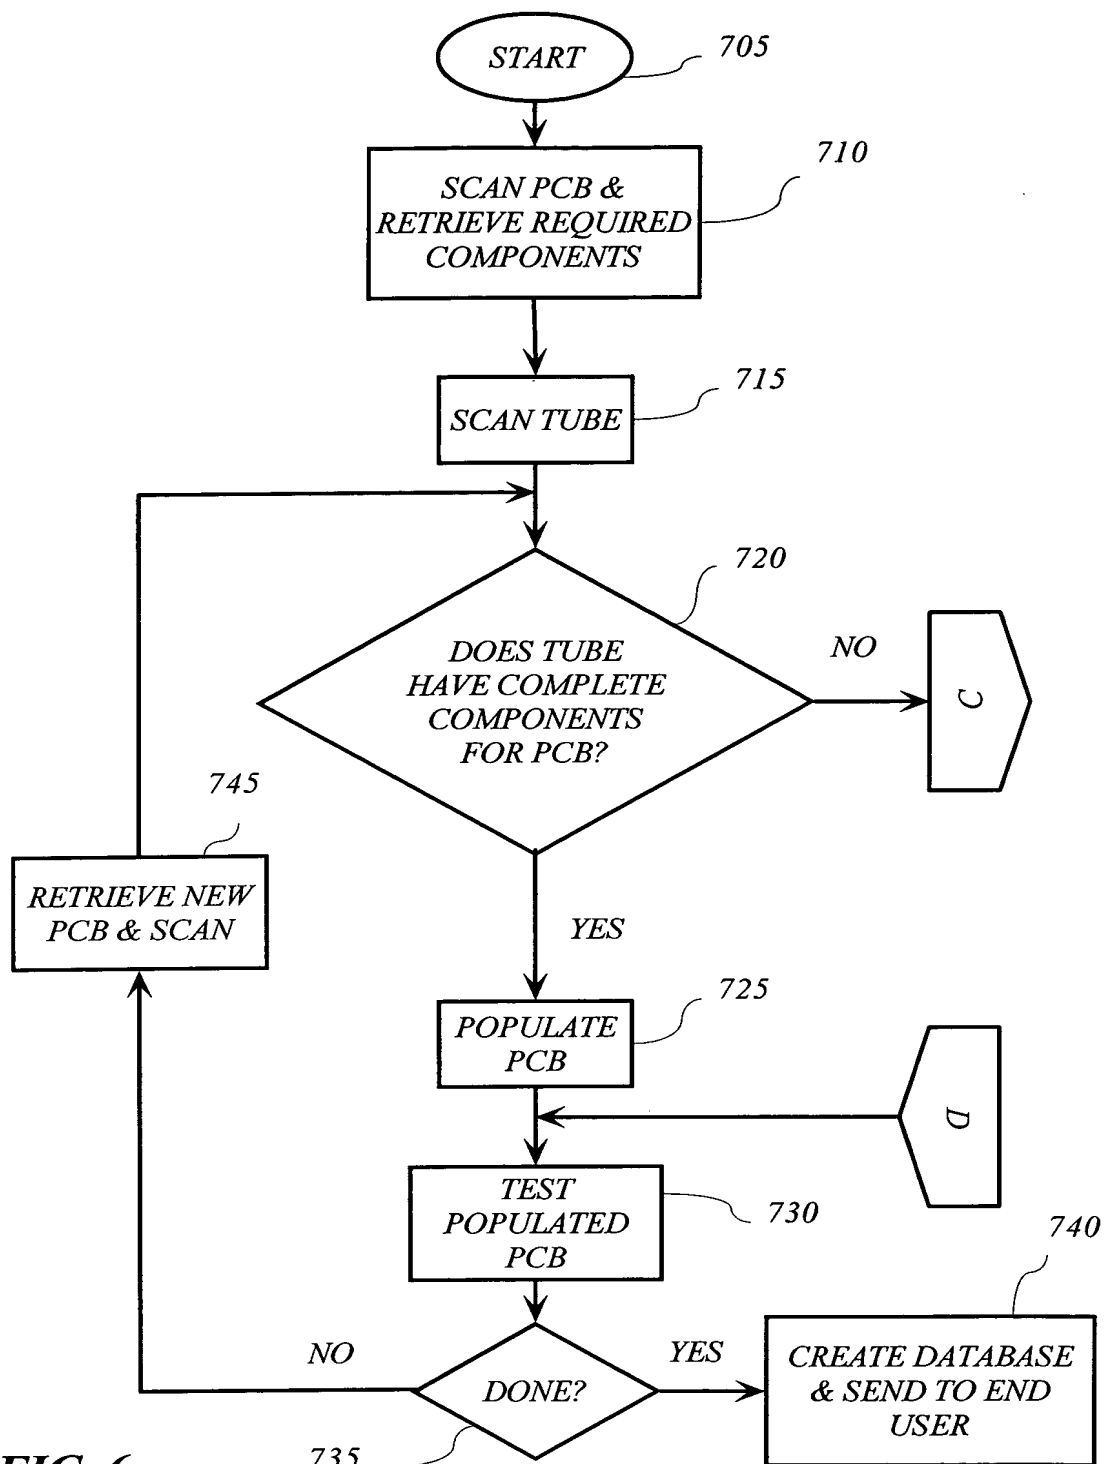 START
705
SCAN PCB &
RETRIEVE REQUIRED
COMPONENTS
710
SCAN TUBE
715
DOES TUBE
HAVE COMPLETE
COMPONENTS
FOR PCB?
720
NO
C
745
RETRIEVE NEW
PCB & SCAN
YES
POPULATE
PCB
725
D
TEST
POPULATED
PCB
730
740
NO
DONE?
YES
CREATE DATABASE
& SEND TO END
USER
735
FIG. 6